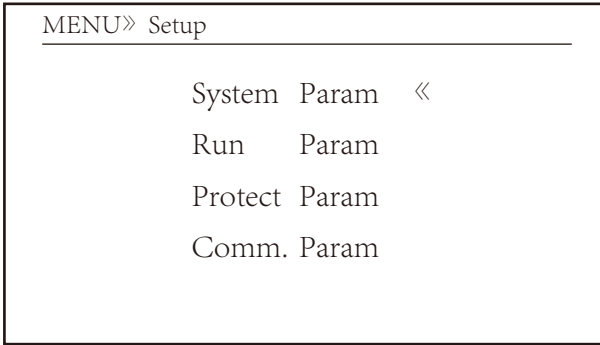 MENU» Setup
System Param «
Run Param
Protect Param
Comm. Param